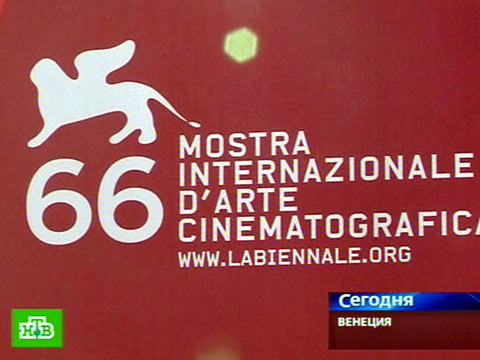 66
MOSTRA
INTERNAZIONALE
D'ARTE
CINEMATOGRAFICA
WWW.LABIENNALE.ORG
НТВ
Сегодня
ВЕНЕЦИЯ